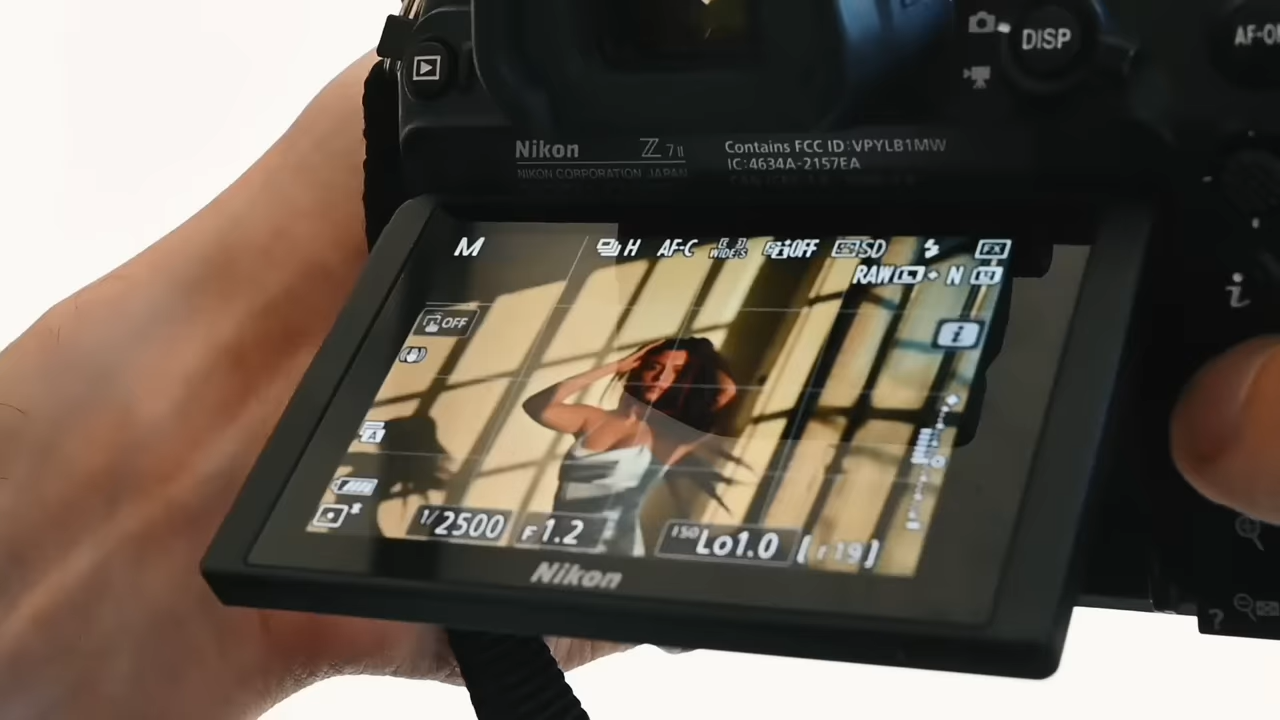 DISP
AF-O
Nikon Z 7II
NIKON CORPORATION JAPAN
Contains FCC ID:VPYLB1MW
IC:4634A-2157EA
M H AF-C WIDE-S OFF SD FX
RAW L + N
OFF
i
i
A
1/2500 F1.2 ISO Lo1.0 [r19]
Nikon
?